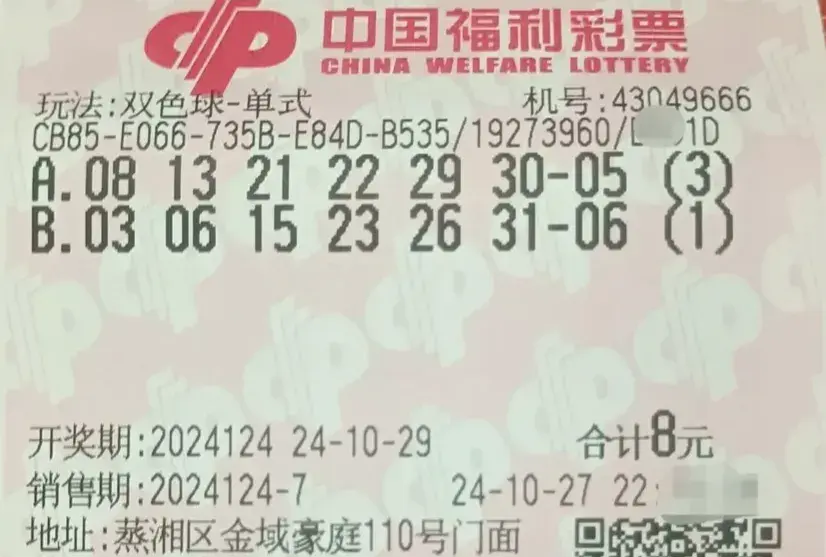 中国福利彩票
CHINA WELFARE LOTTERY
玩法:双色球-单式 机号:43049666
CB85-E066-735B-E84D-B535/19273960/ 1D
A.08 13 21 22 29 30-05 (3)
B.03 06 15 23 26 31-06 (1)
开奖期:2024124 24-10-29 合计8元
销售期:2024124-7 24-10-27 22:
地址:蒸湘区金域豪庭110号门面